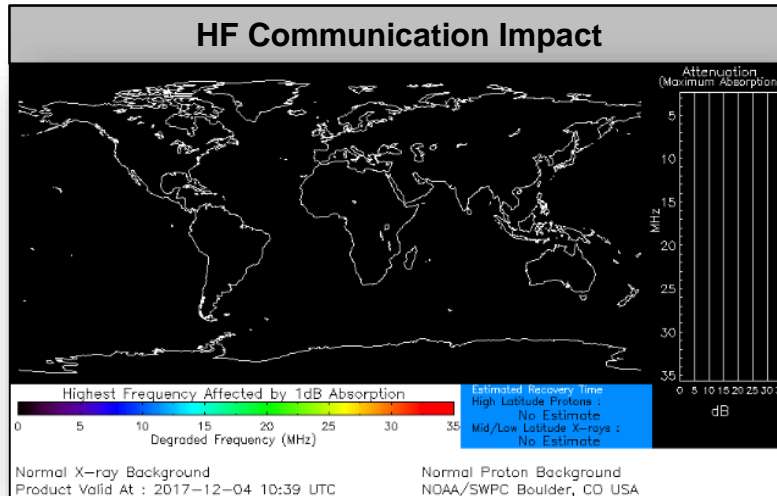 HF Communication Impact
Attenuation
(Maximum Absorption
5
10
15
20
25
30
35
MHz
0 5 10 15 20 25 30
dB
Highest Frequency Affected by 1dB Absorption
0 5 10 15 20 25 30 35
Degraded Frequency (MHz)
Estimated Recovery Time
High Latitude Protons :
No Estimate
Mid/Low Latitude X-rays :
No Estimate
Normal X-ray Background
Product Valid At : 2017-12-04 10:39 UTC
Normal Proton Background
NOAA/SWPC Boulder, CO USA